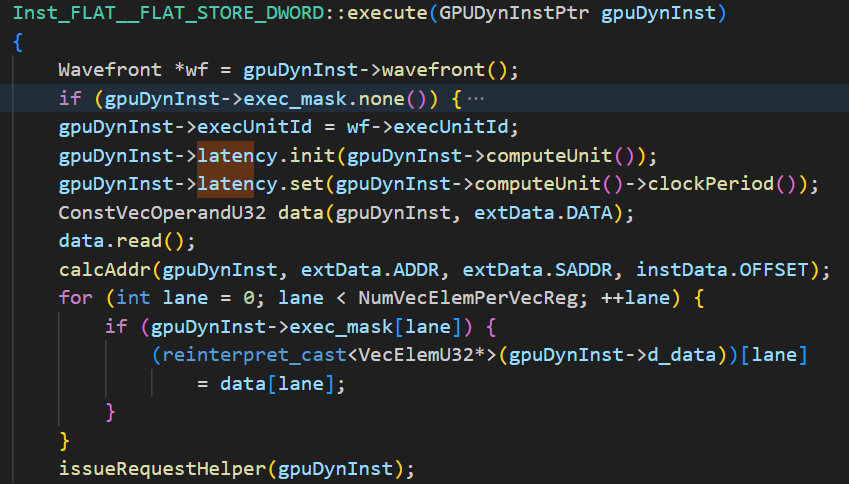 Inst_FLAT__FLAT_STORE_DWORD::execute(GPUDynInstPtr gpuDynInst)
{
    Wavefront *wf = gpuDynInst->wavefront();
    if (gpuDynInst->exec_mask.none()) {···
    gpuDynInst->execUnitId = wf->execUnitId;
    gpuDynInst->latency.init(gpuDynInst->computeUnit());
    gpuDynInst->latency.set(gpuDynInst->computeUnit()->clockPeriod());
    ConstVecOperandU32 data(gpuDynInst, extData.DATA);
    data.read();
    calcAddr(gpuDynInst, extData.ADDR, extData.SADDR, instData.OFFSET);
    for (int lane = 0; lane < NumVecElemPerVecReg; ++lane) {
        if (gpuDynInst->exec_mask[lane]) {
            (reinterpret_cast<VecElemU32*>(gpuDynInst->d_data))[lane]
                = data[lane];
        }
    }
    issueRequestHelper(gpuDynInst);